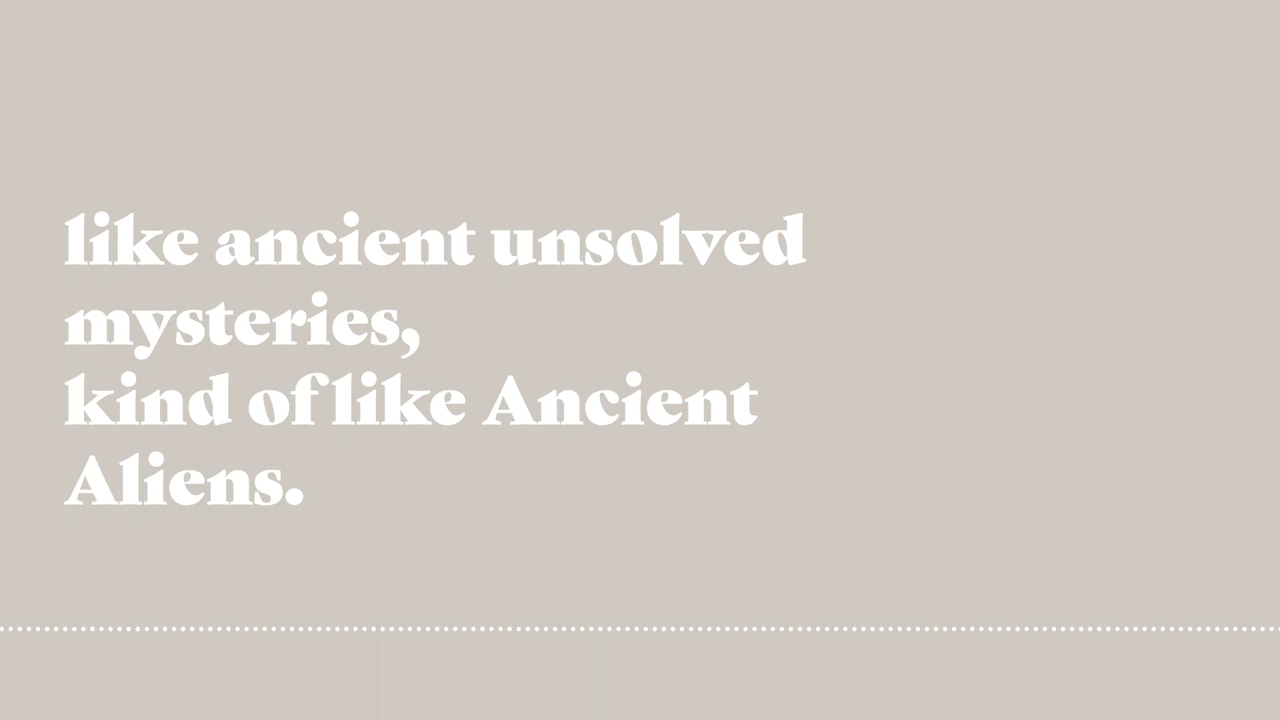 like ancient unsolved
mysteries,
kind of like Ancient
Aliens.